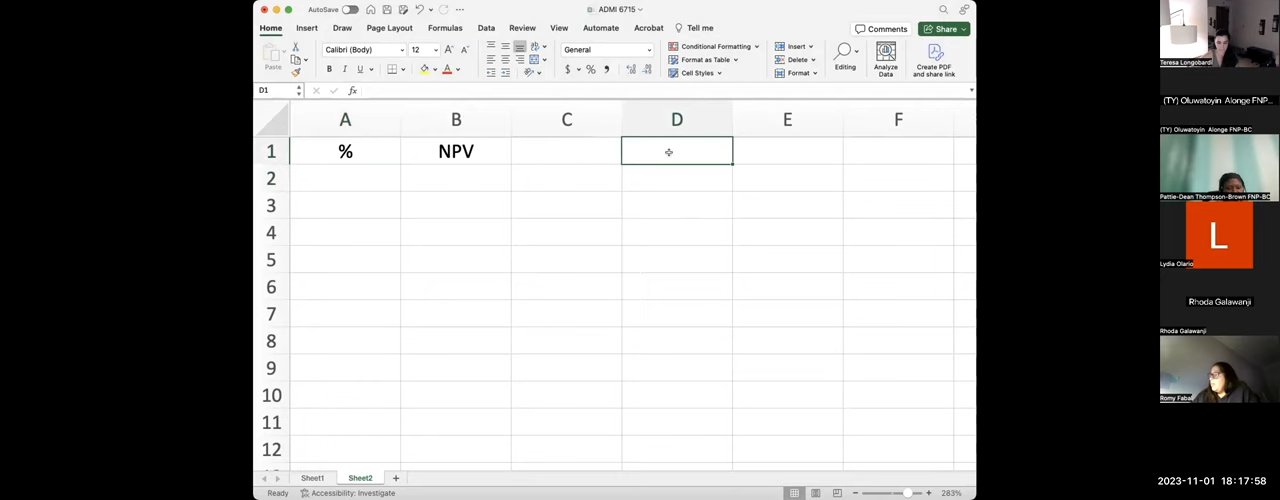 AutoSave
ADMI 6715
Home Insert Draw Page Layout Formulas Data Review View Automate Acrobat Tell me
Comments Share
Paste
Calibri (Body) 12
General
Conditional Formatting
Format as Table
Cell Styles
Insert
Delete
Format
Editing
Analyze
Data
Create PDF
and share link
B I U
$ % 9
D1 fx
A B C D E F
1 % NPV
2
3
4
5
6
7
8
9
10
11
12
Sheet1 Sheet2
Ready Accessibility: Investigate 283%
Teresa Longobardi
(TY) Oluwatoyin Alonge FNP...
(TY) Oluwatoyin Alonge FNP-BC
Pattie-Dean Thompson-Brown FNP-BC
L
Lydia Olario
Rhoda Galawanji
Rhoda Galawanji
Romy Fabal
2023-11-01 18:17:58